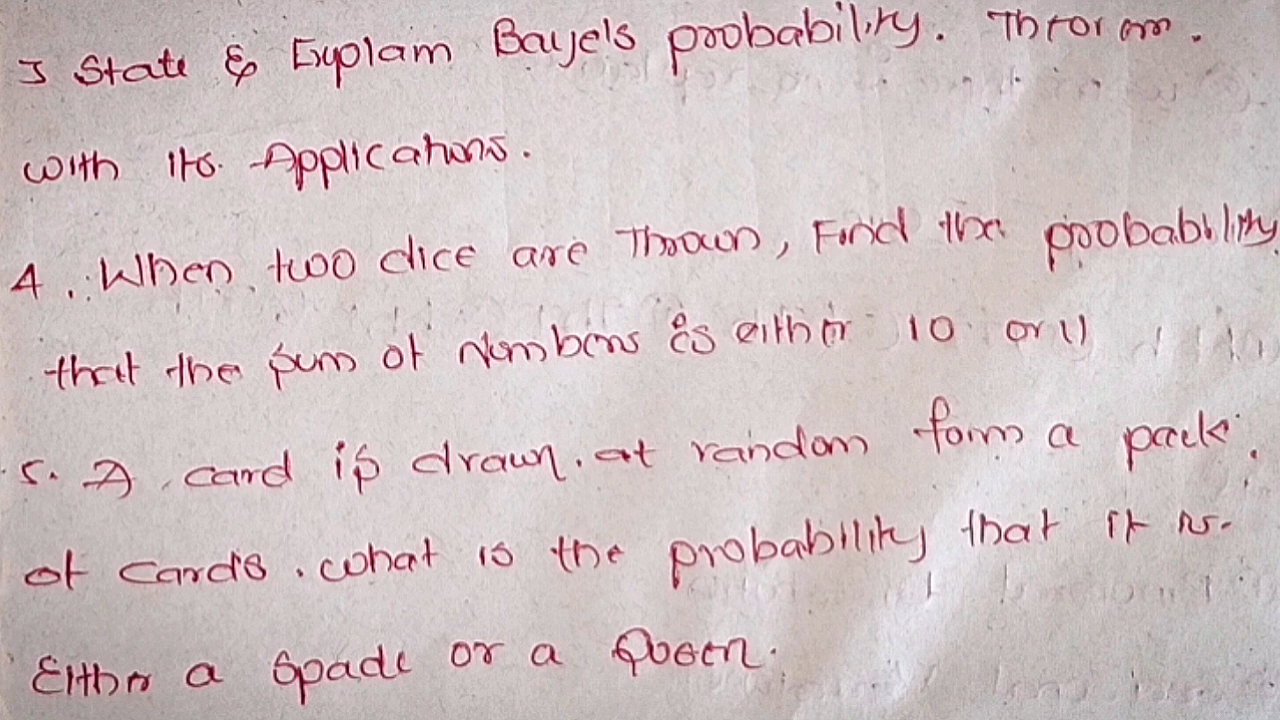 3 State & Explain Baye's probability. Throrem.
with its Applications.
4. When two dice are Thrown, Find the probability
that the sum of Numbers is either 10 or 11
5. A card is drawn. at random form a pack.
of cards. what is the probability that it is.
Either a Spade or a Queen.